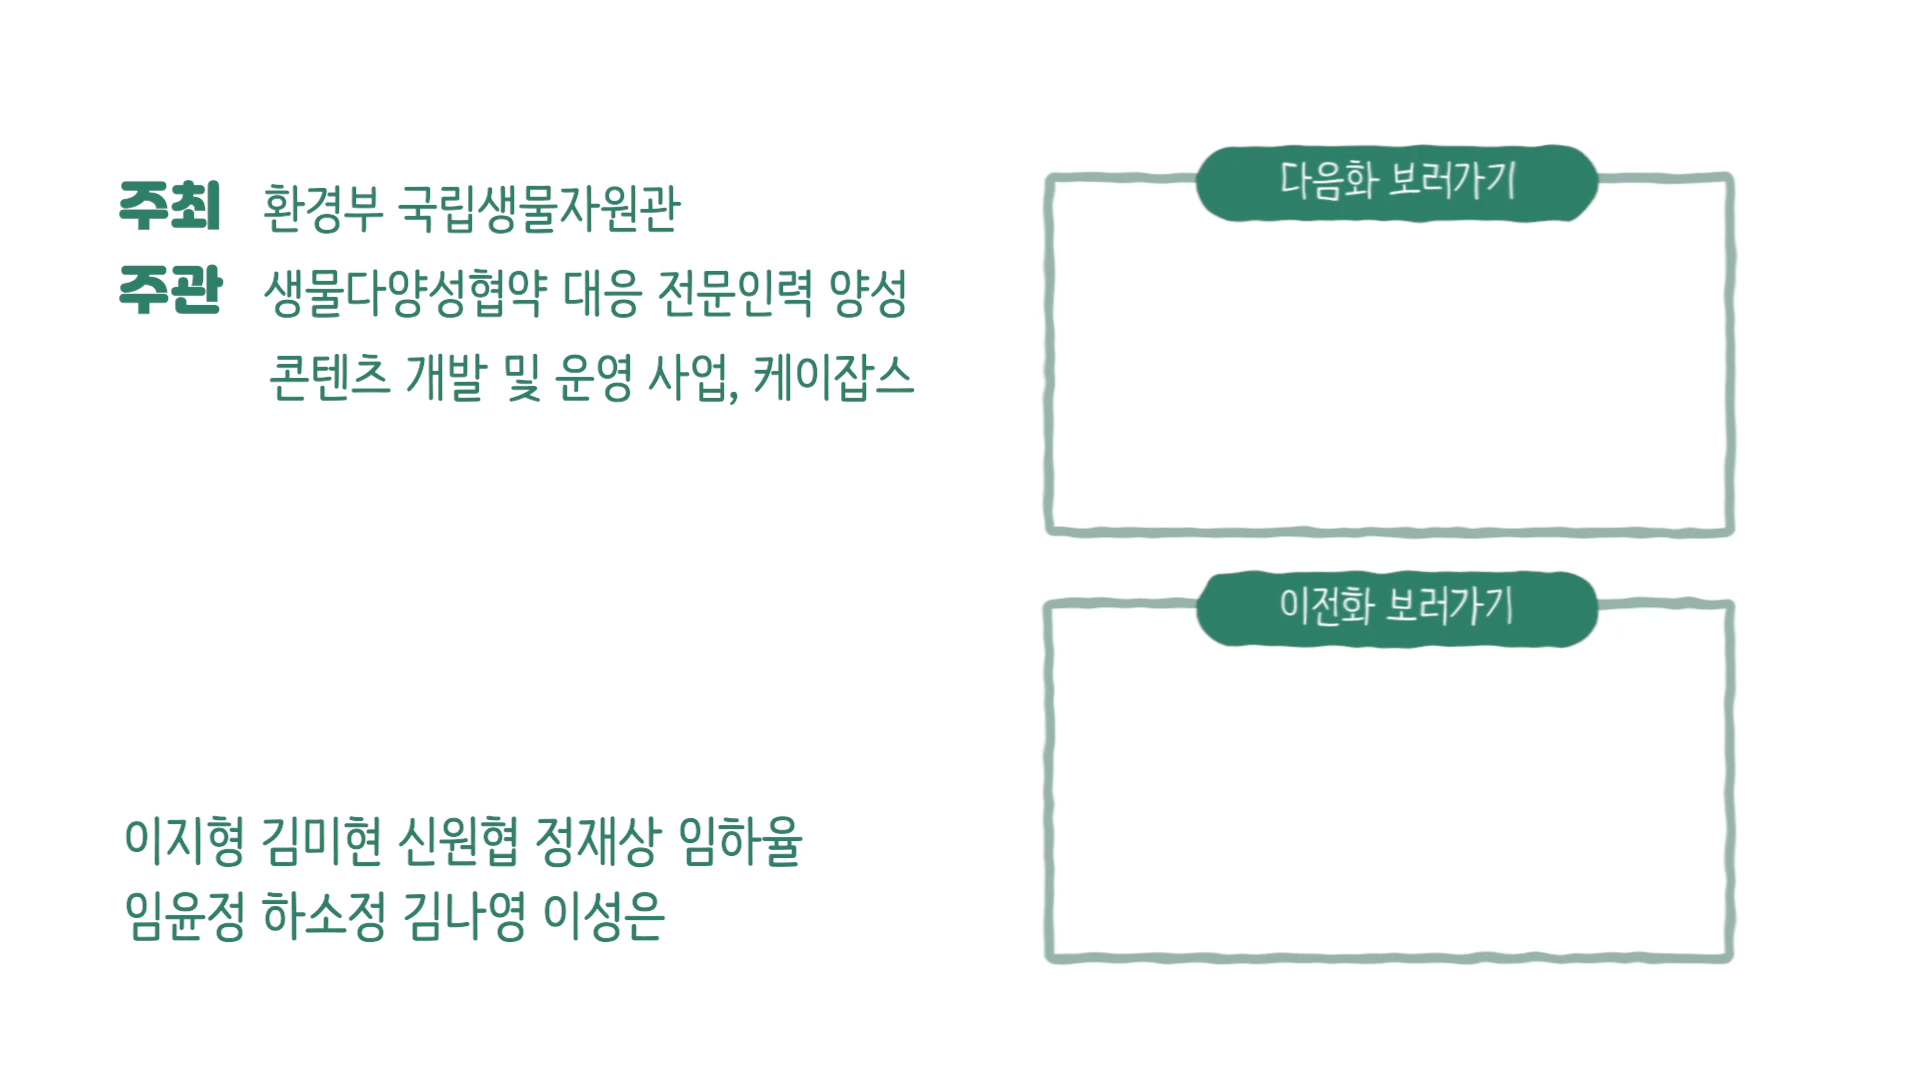 주최 환경부 국립생물자원관
주관 생물다양성협약 대응 전문인력 양성
콘텐츠 개발 및 운영 사업, 케이잡스
이지형 김미현 신원협 정재상 임하율
임윤정 하소정 김나영 이성은
다음화 보러가기
이전화 보러가기